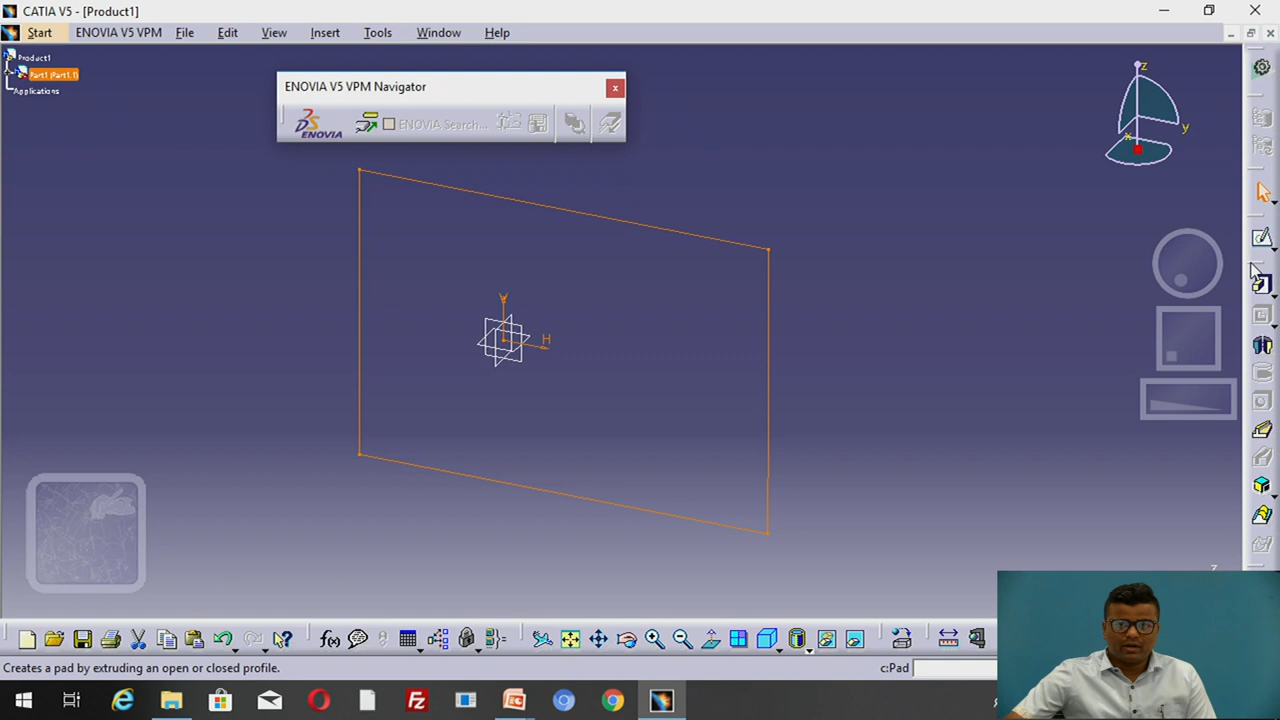 CATIA V5 - [Product1]
Start ENOVIA V5 VPM File Edit View Insert Tools Window Help
Product1
Part1 (Part1.1)
Applications
ENOVIA V5 VPM Navigator
ENOVIA
ENOVIA Search...
z
y
x
V
H
z
f(x)
Creates a pad by extruding an open or closed profile.
c:Pad